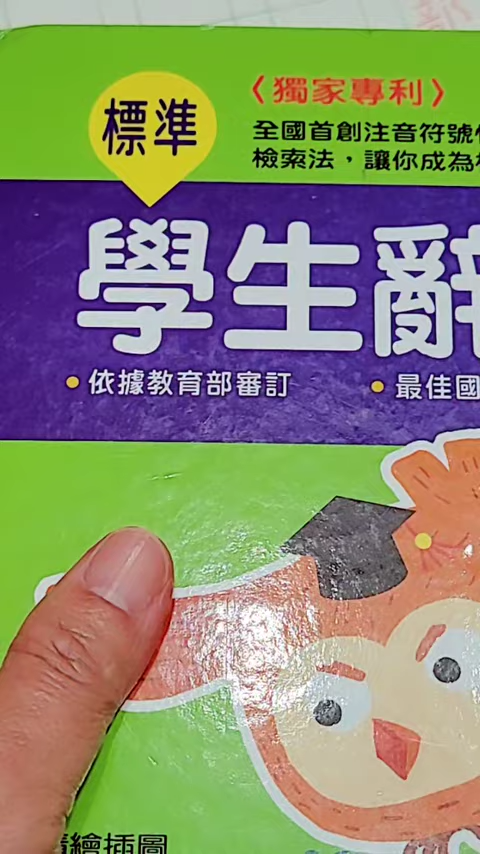 標準
〈獨家專利〉
全國首創注音符號
檢索法，讓你成為
學生辭
•依據教育部審訂
•最佳國
繪插圖